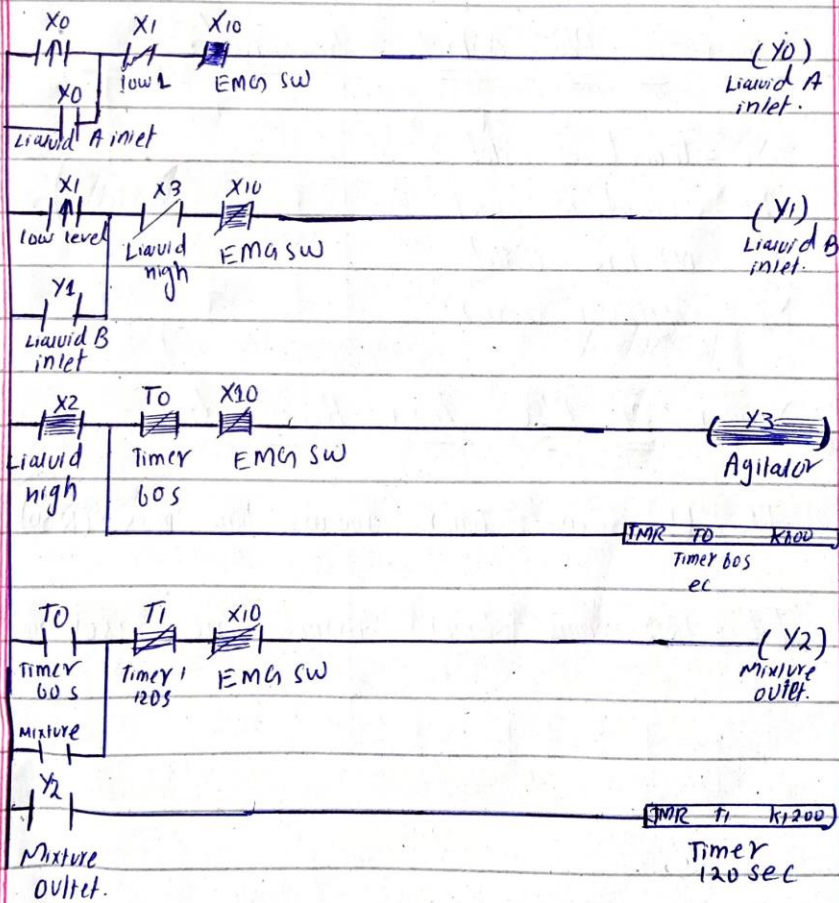 X0 X1 X10
(Y0)
low 1 EMG SW
Liquid A
inlet.
X0
Liquid A inlet
X1 X3 X10
(Y1)
low level Liquid
high EMG SW
Liquid B
inlet.
Y1
Liquid B
inlet
X2 T0 X10
(Y3)
Liquid
high
Timer
60s
EMG SW
Agitator
TMR T0 K600
Timer 60s
ec
T0 T1 X10
(Y2)
Timer
60 s
Timer 1
120s
EMG SW
Mixture
outlet.
Mixture
Y2
TMR T1 K1200
Mixture
outlet.
Timer
120 sec